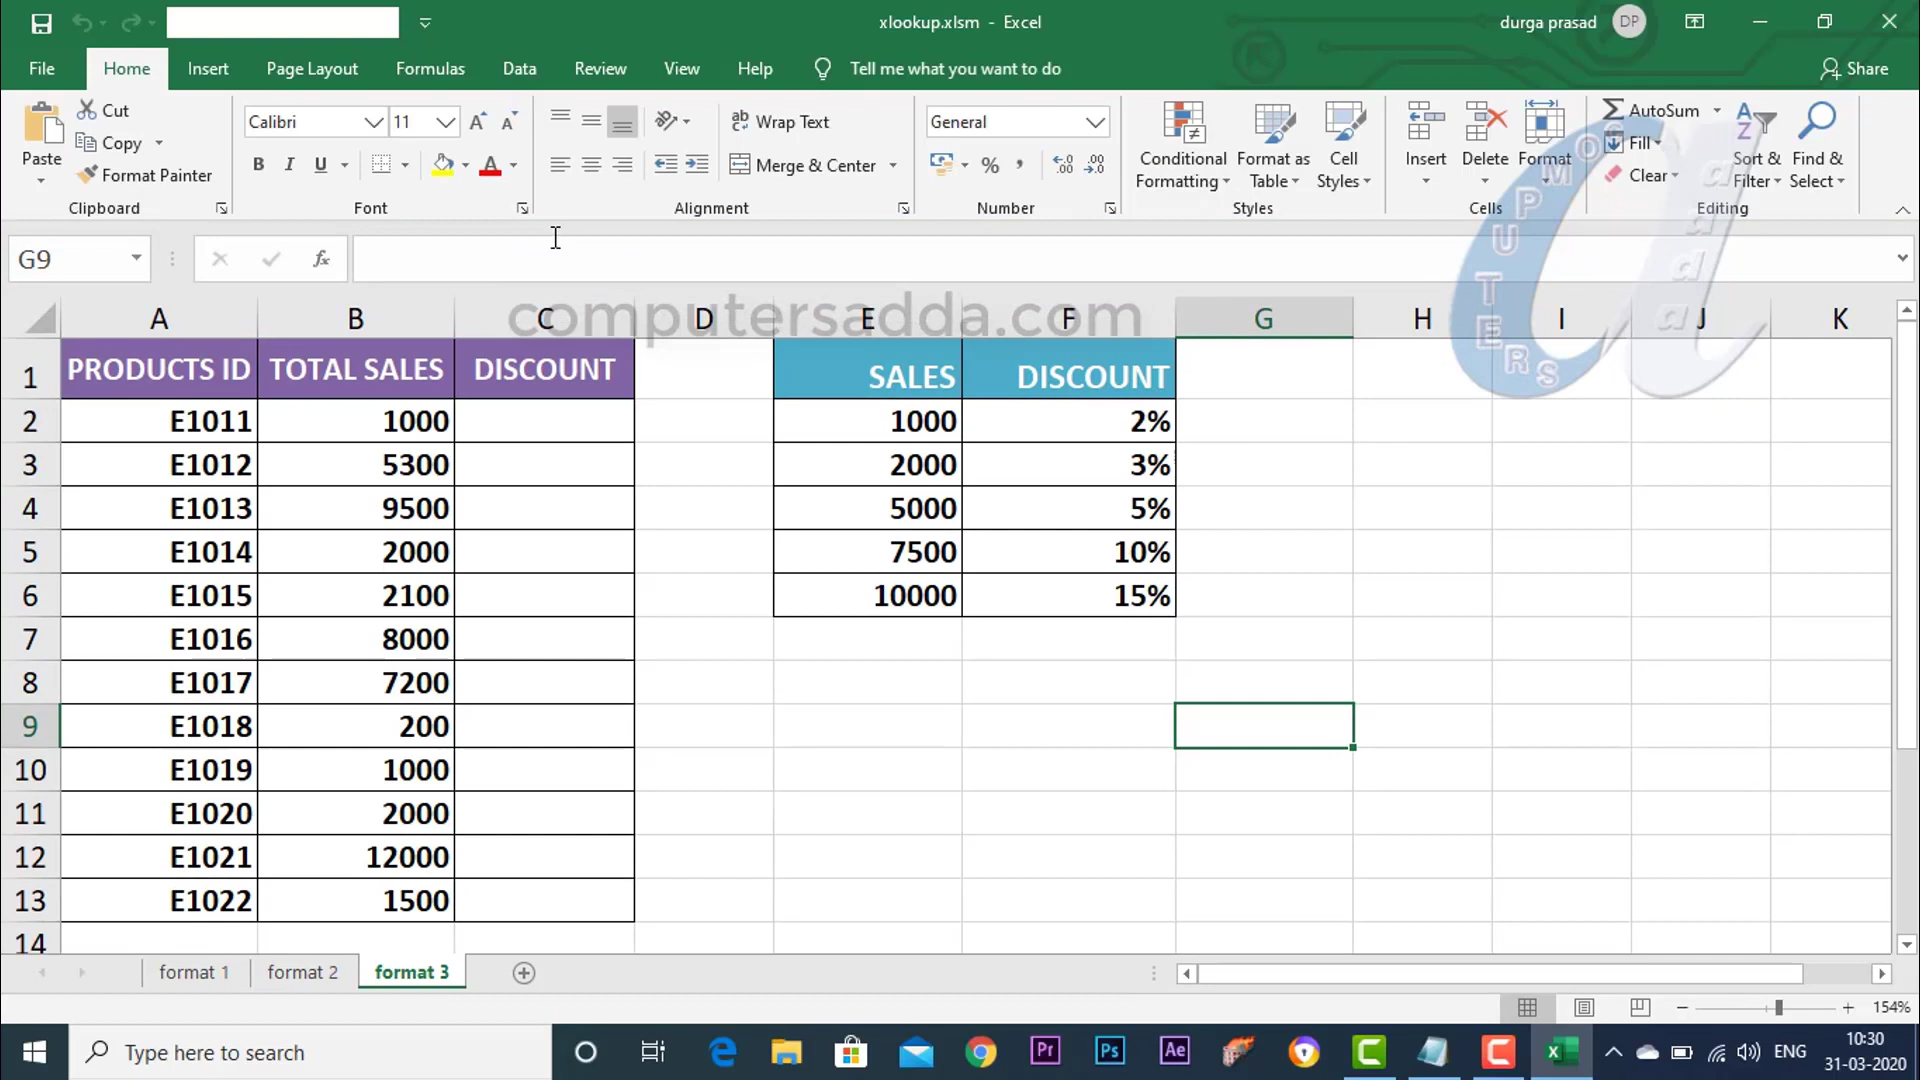 xlookup.xlsm - Excel
durga prasad DP
File Home Insert Page Layout Formulas Data Review View Help Tell me what you want to do Share
Paste Cut Copy Format Painter Clipboard
Calibri 11 B I U A Font
Wrap Text Merge & Center Alignment
General % , Number
Conditional Formatting Format as Table Cell Styles Styles
Insert Delete Format Cells
AutoSum Fill Clear Sort & Filter Find & Select Editing
G9 fx
computersadda.com
COMPUTERS adda
A B C D E F G H I J K
1 PRODUCTS ID TOTAL SALES DISCOUNT SALES DISCOUNT
2 E1011 1000 1000 2%
3 E1012 5300 2000 3%
4 E1013 9500 5000 5%
5 E1014 2000 7500 10%
6 E1015 2100 10000 15%
7 E1016 8000
8 E1017 7200
9 E1018 200
10 E1019 1000
11 E1020 2000
12 E1021 12000
13 E1022 1500
14
format 1 format 2 format 3
154%
Type here to search Pr Ps Ae ENG 10:30
31-03-2020